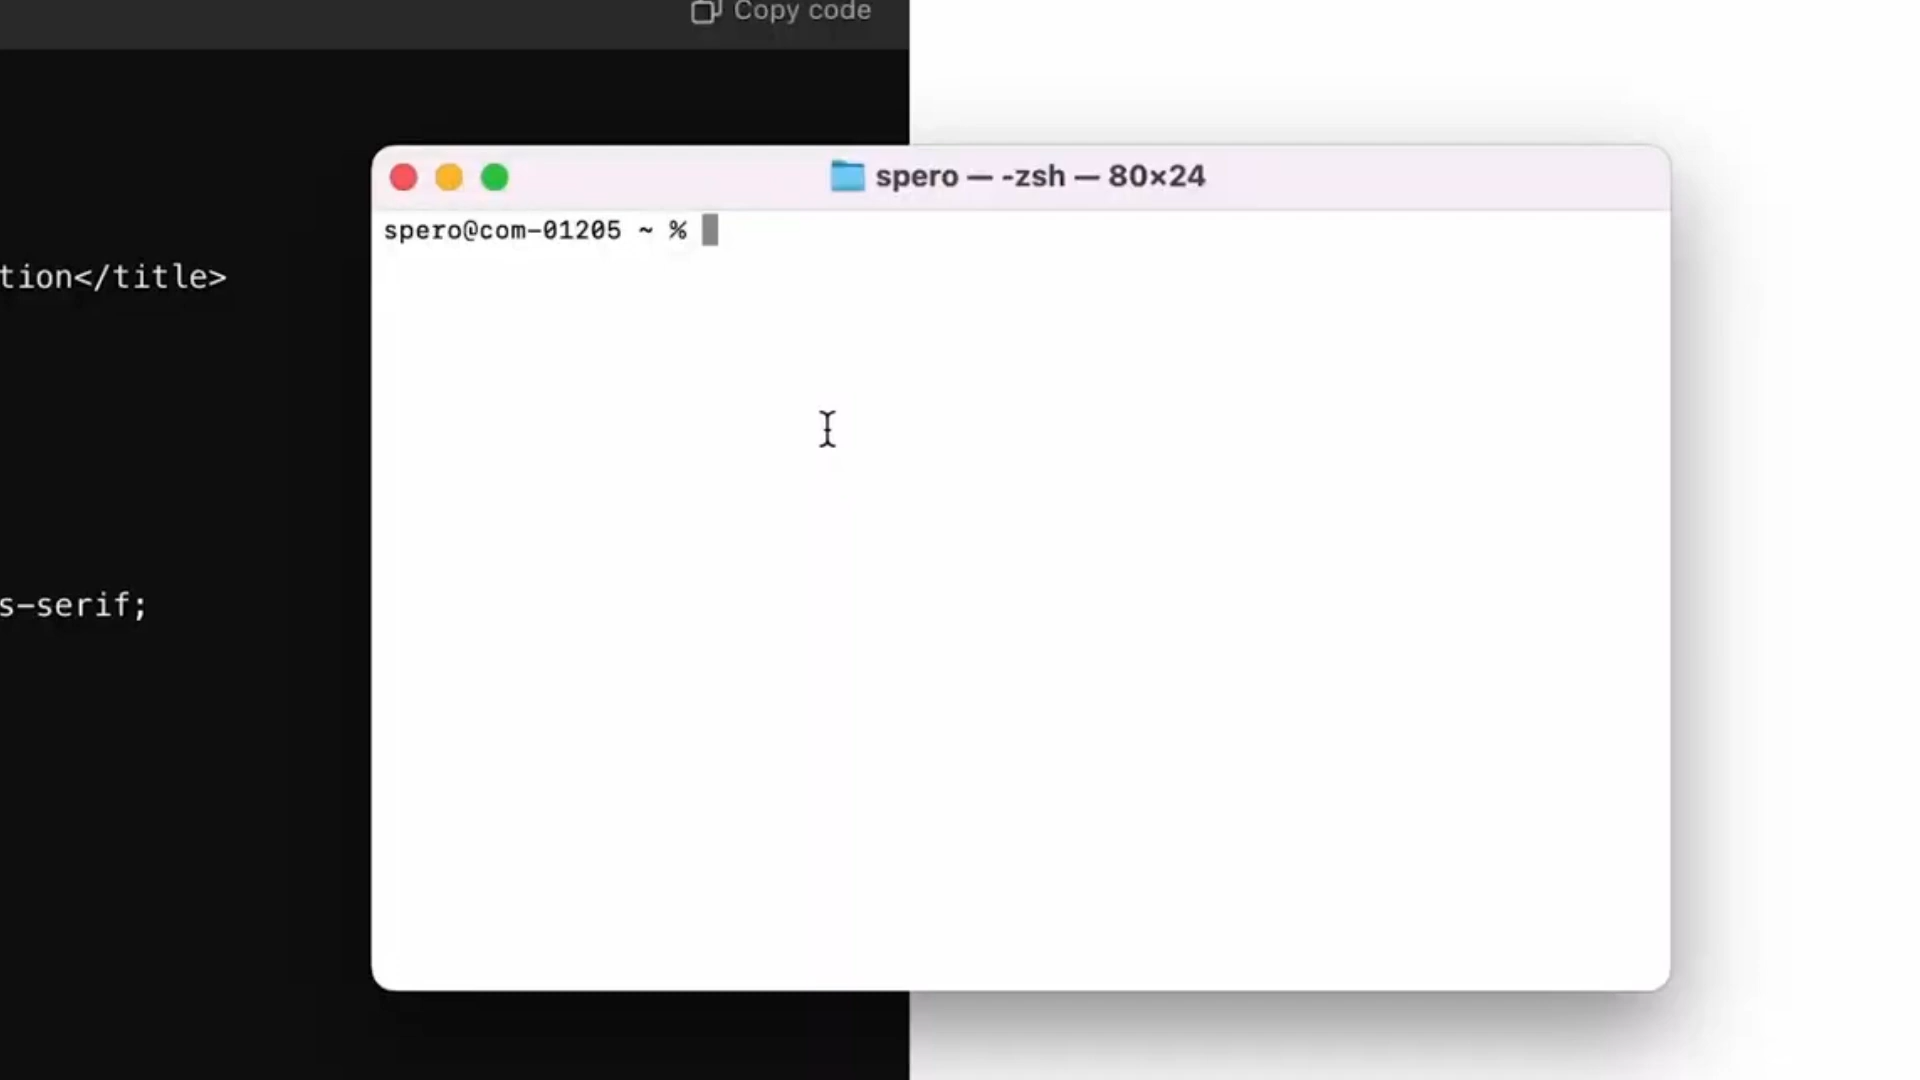 Copy code
spero — -zsh — 80×24
spero@com-01205 ~ %
tion</title>
s-serif;